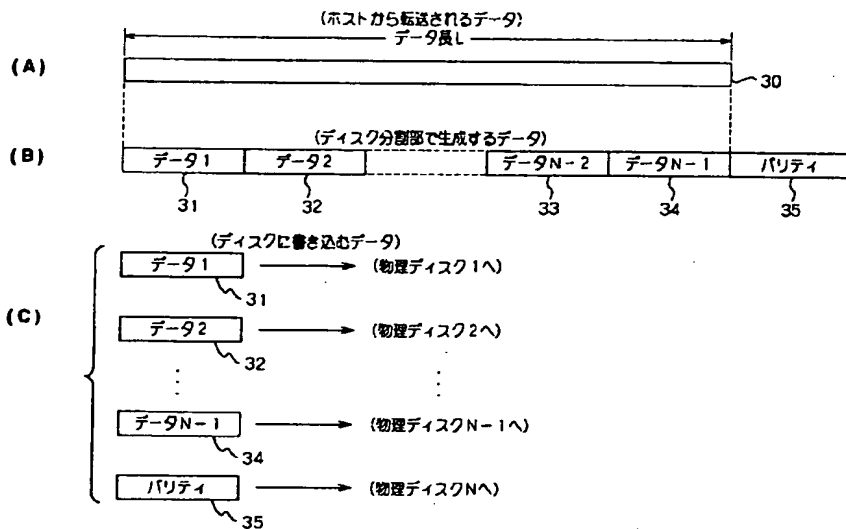 (ホストから転送されるデータ)
データ長L
(A)
30
(ディスク分割部で生成するデータ)
(B)
データ1 データ2 データN-2 データN-1 パリティ
31 32 33 34 35
(ディスクに書き込むデータ)
データ1 (物理ディスク1へ)
31
(C)
データ2 (物理ディスク2へ)
32
データN-1 (物理ディスクN-1へ)
34
パリティ (物理ディスクNへ)
35